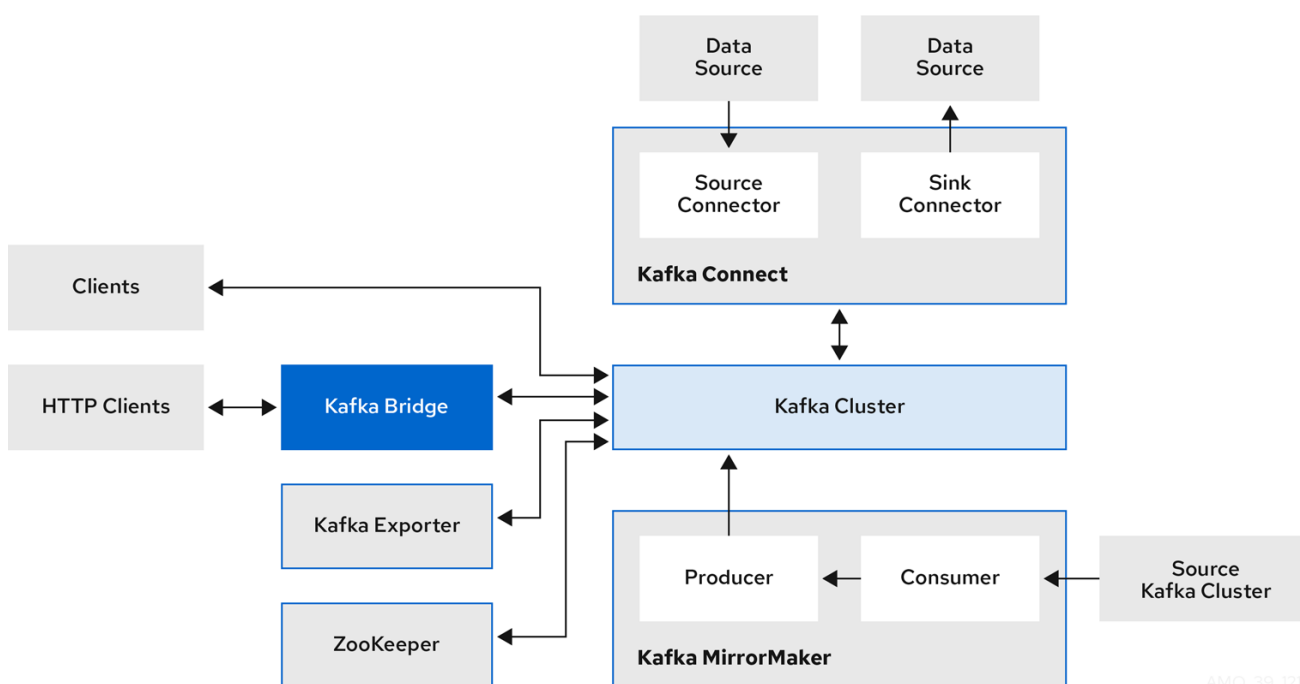 Data
Source
Data
Source
Source
Connector
Sink
Connector
Kafka Connect
Clients
HTTP Clients
Kafka Bridge
Kafka Cluster
Kafka Exporter
Producer
Consumer
Source
Kafka Cluster
ZooKeeper
Kafka MirrorMaker